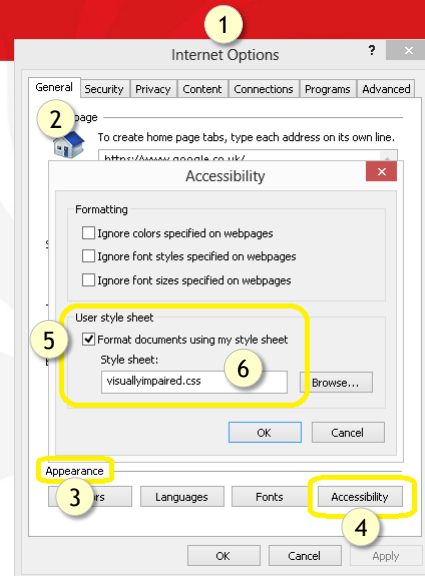 1
Internet Options
?
General Security Privacy Content Connections Programs Advanced
2
To create home page tabs, type each address on its own line.
https://www.google.co.uk/
Accessibility
Formatting
Ignore colors specified on webpages
Ignore font styles specified on webpages
Ignore font sizes specified on webpages
User style sheet
5
Format documents using my style sheet
Style sheet:
6
visuallyimpaired.css
Browse...
OK Cancel
Appearance
3
Languages Fonts Accessibility
4
OK Cancel Apply